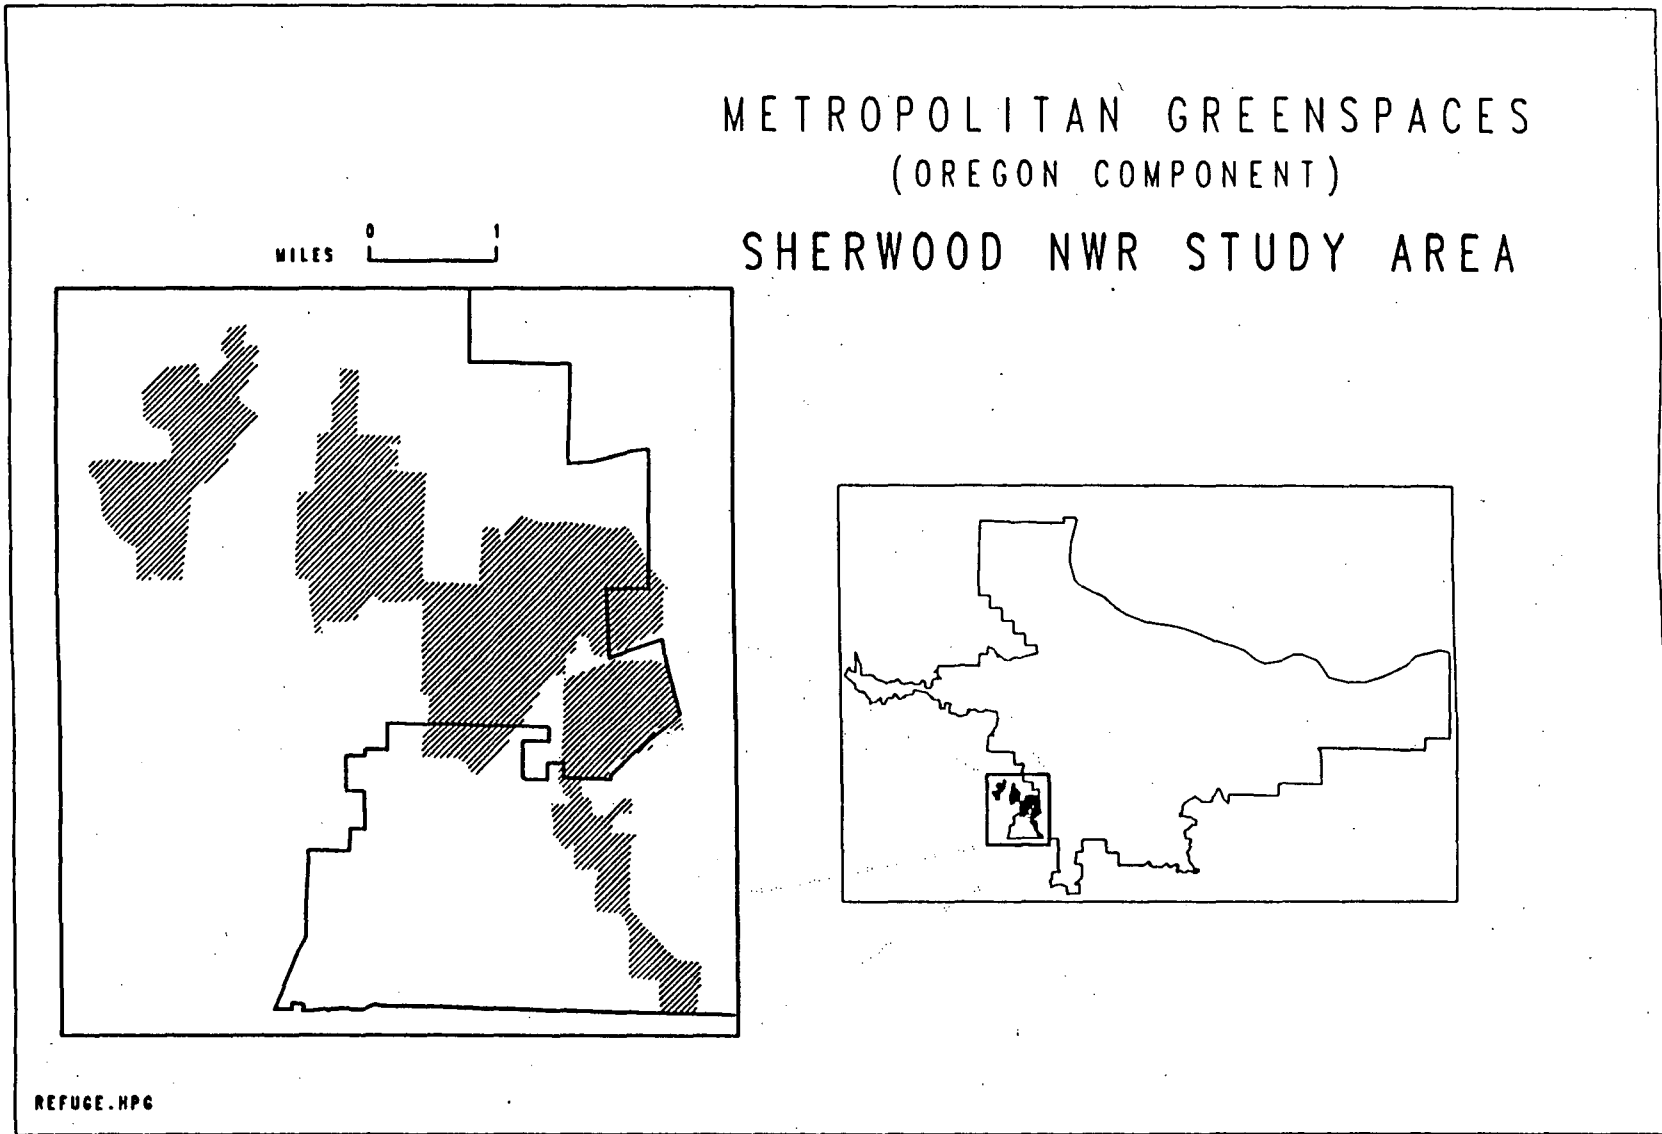 METROPOLITAN GREENSPACES
(OREGON COMPONENT)
SHERWOOD NWR STUDY AREA
0 1
MILES
REFUGE.HPG